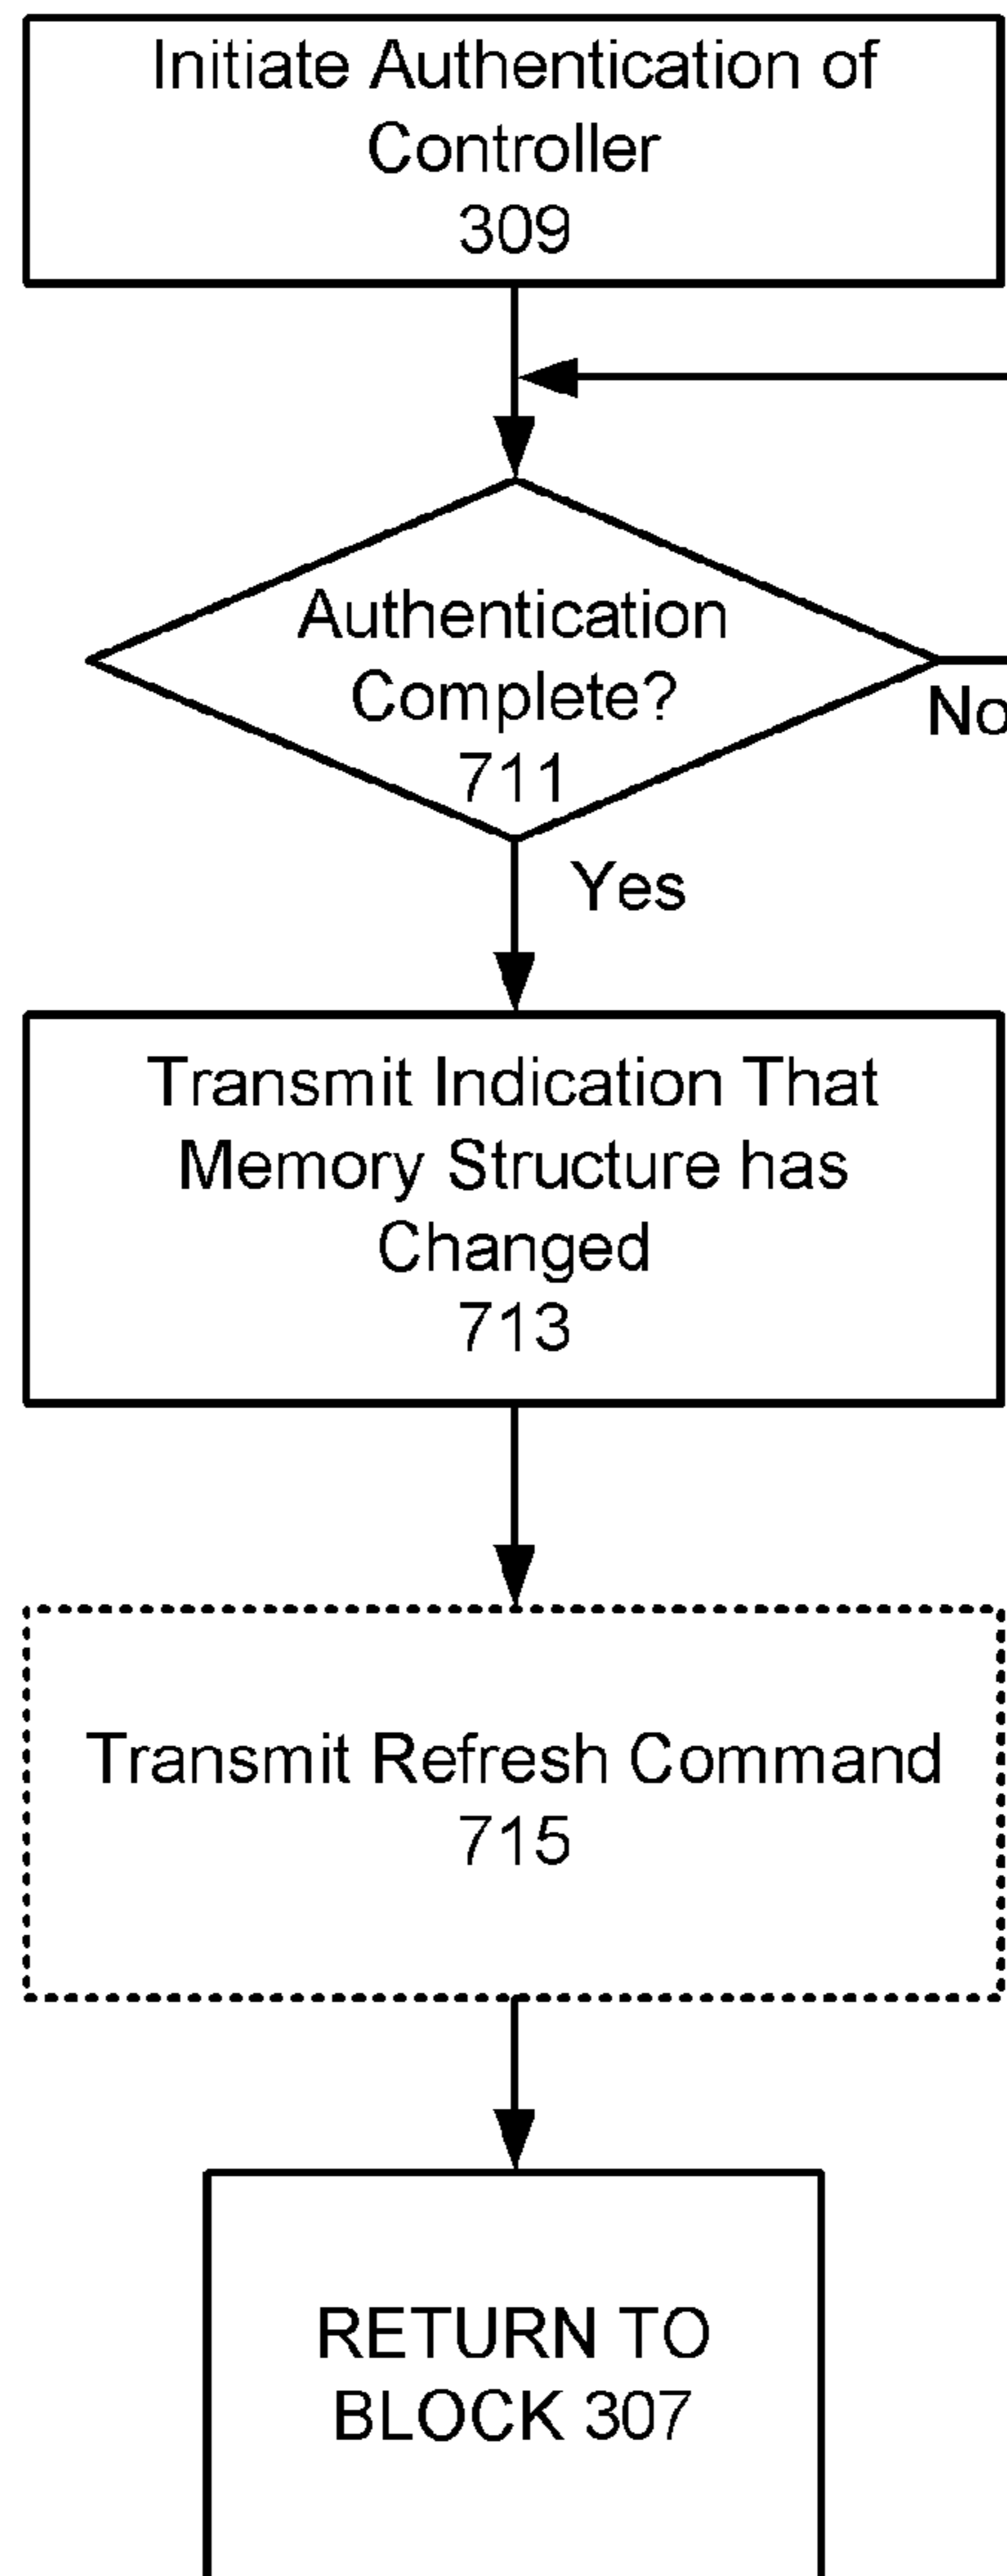 Initiate Authentication of
Controller
309
Authentication
Complete?
711
No
Yes
Transmit Indication That
Memory Structure has
Changed
713
Transmit Refresh Command
715
RETURN TO
BLOCK 307